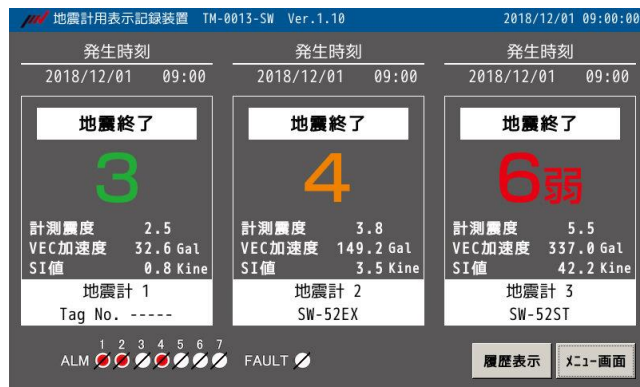 地震計用表示記録装置 TM-0013-SW Ver.1.10 2018/12/01 09:00:00
発生時刻 発生時刻 発生時刻
2018/12/01 09:00 2018/12/01 09:00 2018/12/01 09:00
地震終了 地震終了 地震終了
3 4 6弱
計測震度 2.5 計測震度 3.8 計測震度 5.5
VEC加速度 32.6 Gal VEC加速度 149.2 Gal VEC加速度 337.0 Gal
SI値 0.8 Kine SI値 3.5 Kine SI値 42.2 Kine
地震計 1 地震計 2 地震計 3
Tag No. ----- SW-52EX SW-52ST
1 2 3 4 5 6 7
ALM FAULT 履歴表示 ﾒﾆｭｰ画面